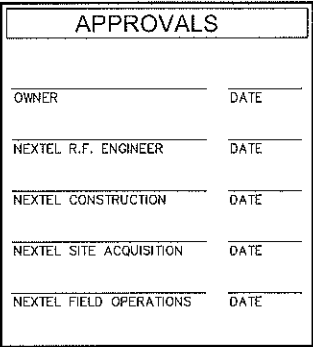 APPROVALS
OWNER DATE
NEXTEL R.F. ENGINEER DATE
NEXTEL CONSTRUCTION DATE
NEXTEL SITE ACQUISITION DATE
NEXTEL FIELD OPERATIONS DATE